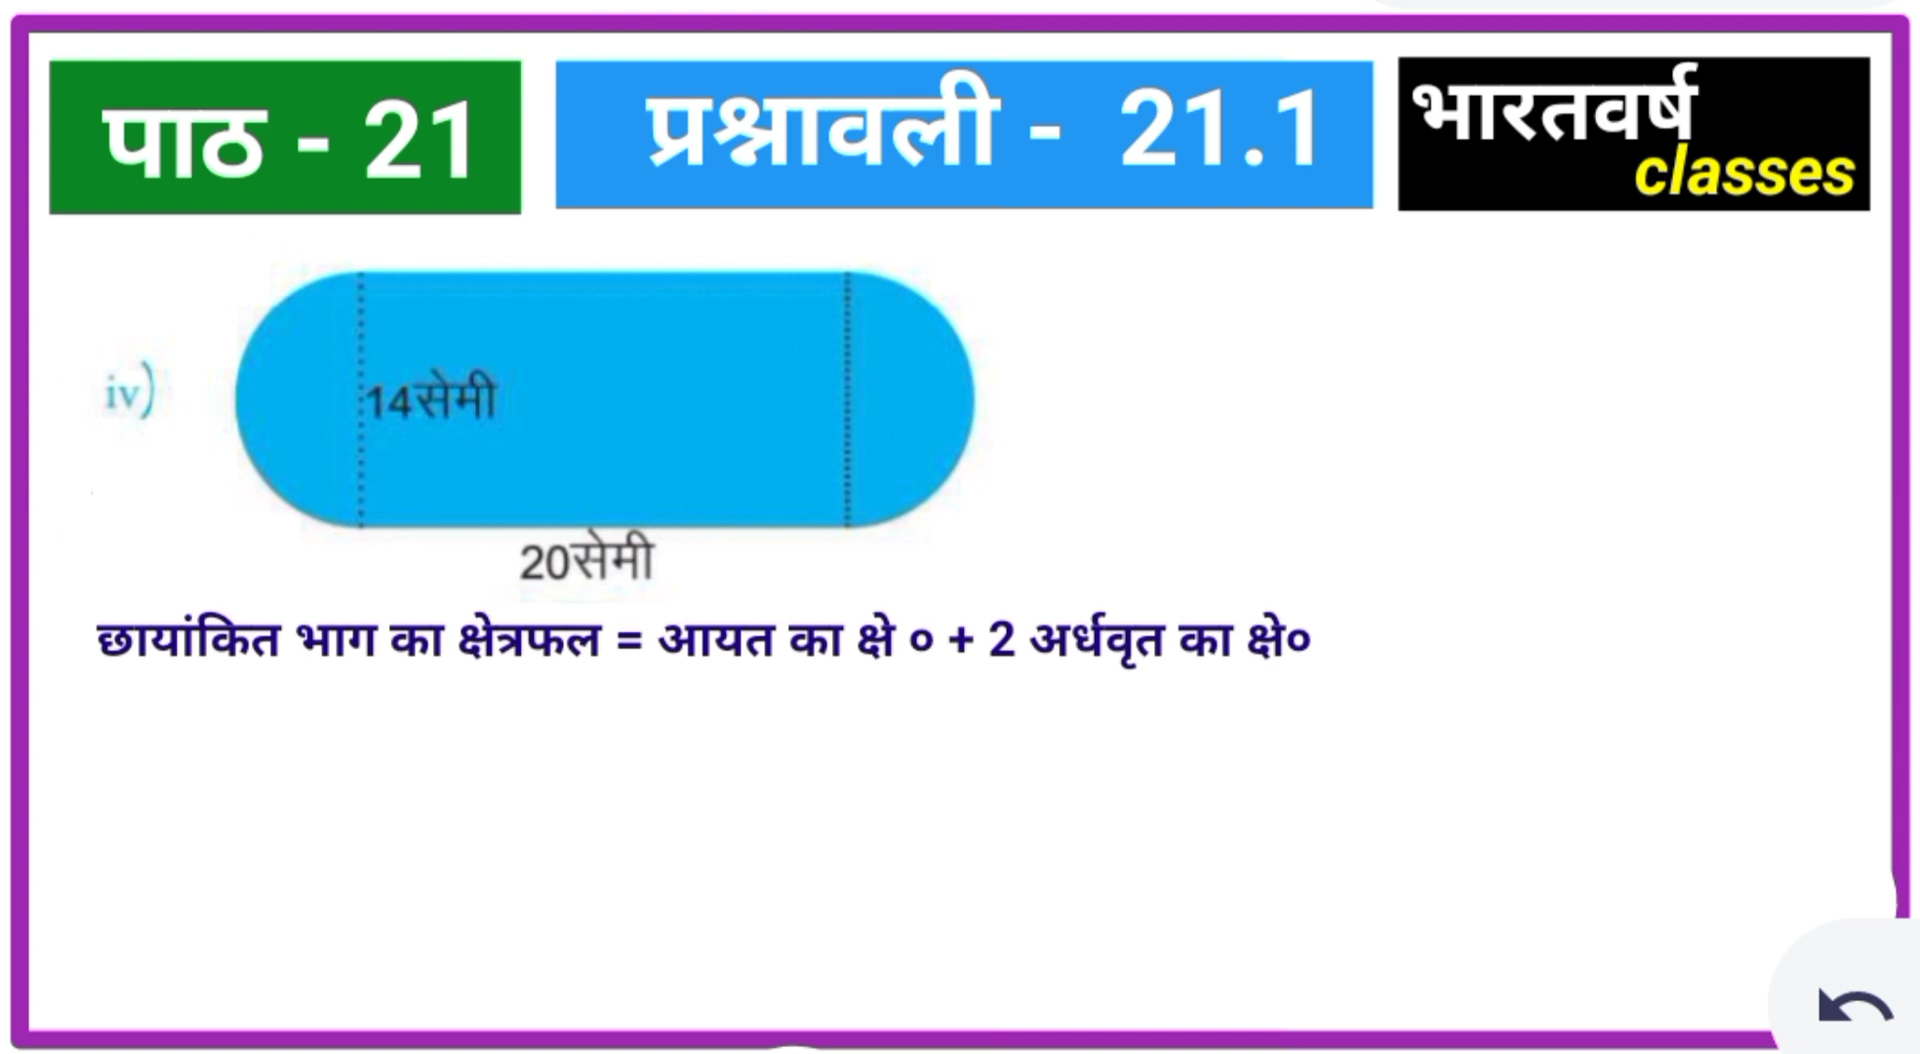 पाठ - 21
प्रश्नावली - 21.1
भारतवर्ष
classes
iv)
14सेमी
20सेमी
छायांकित भाग का क्षेत्रफल = आयत का क्षे ० + 2 अर्धवृत का क्षे०